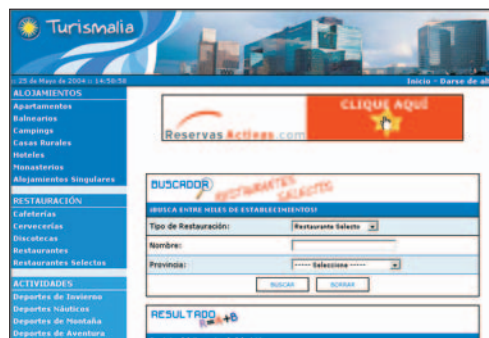 Turismalia
:: 25 de Mayo de 2004 :: 14:50:58
Inicio - Darse de al
ALOJAMIENTOS
Apartamentos
Balnearios
Campings
Casas Rurales
Hoteles
Monasterios
Alojamientos Singulares
RESTAURACIÓN
Cafeterías
Cervecerías
Discotecas
Restaurantes
Restaurantes Selectos
ACTIVIDADES
Deportes de Invierno
Deportes Náuticos
Deportes de Montaña
Deportes de Aventura
Reservas Activas.com
CLIQUE AQUÍ
BUSCADOR
RESTAURANTES
SELECTOS
¡BUSCA ENTRE MILES DE ESTABLECIMIENTOS!
Tipo de Restauración: Restaurante Selecto
Nombre:
Provincia: ----- Seleccione -----
BUSCAR BORRAR
RESULTADO
R=A+B